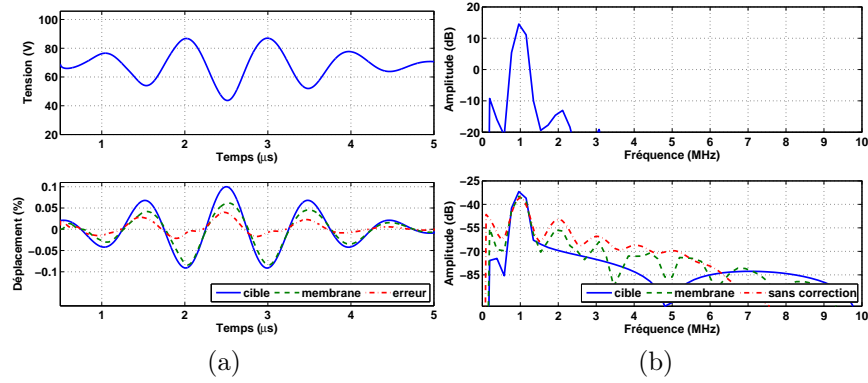 Tension (V)
100
80
60
40
20
1 2 3 4 5
Temps (μs)
Déplacement (%)
0.1
0.05
0
−0.05
−0.1
cible membrane erreur
1 2 3 4 5
Temps (μs)
(a)
Amplitude (dB)
20
10
0
−10
−20
0 1 2 3 4 5 6 7 8 9 10
Fréquence (MHz)
Amplitude (dB)
−25
−40
−55
−70
−85
cible membrane sans correction
0 1 2 3 4 5 6 7 8 9 10
Fréquence (MHz)
(b)